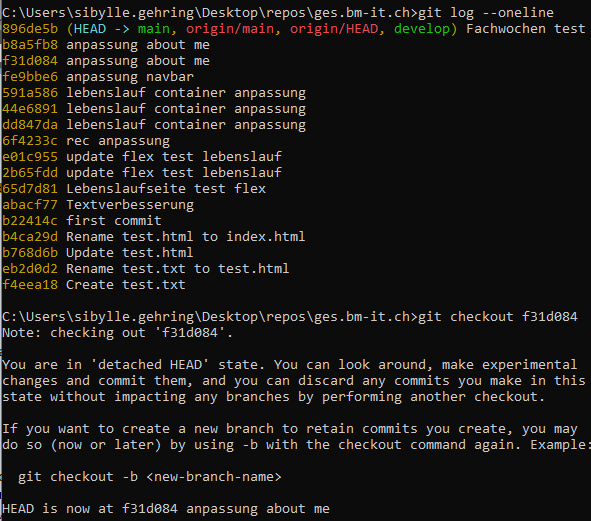 C:\Users\sibylle.gehring\Desktop\repos\ges.bm-it.ch>git log --oneline
896de5b (HEAD -> main, origin/main, origin/HEAD, develop) Fachwochen test
b8a5fb8 anpassung about me
f31d084 anpassung about me
fe9bbe6 anpassung navbar
591a586 lebenslauf container anpassung
44e6891 lebenslauf container anpassung
dd847da lebenslauf container anpassung
6f4233c rec anpassung
e01c955 update flex test lebenslauf
2b65fdd update flex test lebenslauf
65d7d81 Lebenslaufseite test flex
abacf77 Textverbesserung
b22414c first commit
b4ca29d Rename test.html to index.html
b768d6b Update test.html
eb2d0d2 Rename test.txt to test.html
f4eea18 Create test.txt
C:\Users\sibylle.gehring\Desktop\repos\ges.bm-it.ch>git checkout f31d084
Note: checking out 'f31d084'.
You are in 'detached HEAD' state. You can look around, make experimental
changes and commit them, and you can discard any commits you make in this
state without impacting any branches by performing another checkout.
If you want to create a new branch to retain commits you create, you may
do so (now or later) by using -b with the checkout command again. Example:
git checkout -b <new-branch-name>
HEAD is now at f31d084 anpassung about me